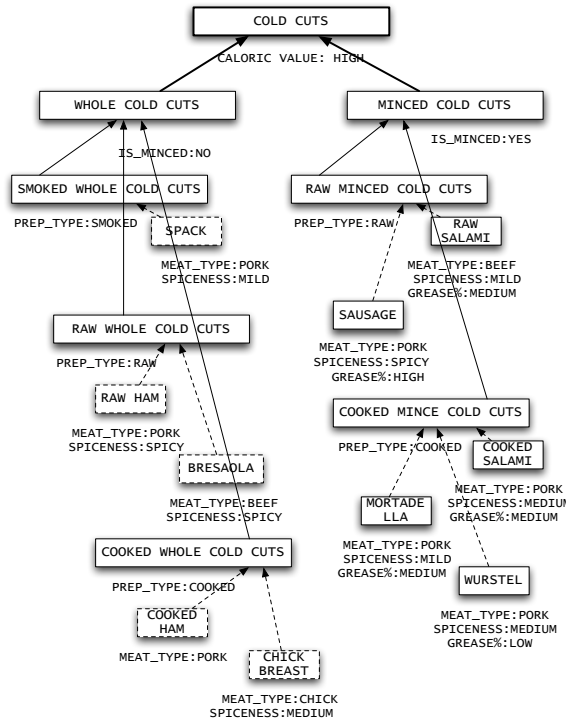 COLD CUTS
CALORIC VALUE: HIGH
WHOLE COLD CUTS
IS_MINCED:NO
SMOKED WHOLE COLD CUTS
PREP_TYPE:SMOKED
SPACK
MEAT_TYPE:PORK
SPICENESS:MILD
RAW WHOLE COLD CUTS
PREP_TYPE:RAW
RAW HAM
MEAT_TYPE:PORK
SPICENESS:SPICY
BRESAOLA
MEAT_TYPE:BEEF
SPICENESS:SPICY
COOKED WHOLE COLD CUTS
PREP_TYPE:COOKED
COOKED
HAM
MEAT_TYPE:PORK
CHICK
BREAST
MEAT_TYPE:CHICK
SPICENESS:MEDIUM
MINCED COLD CUTS
IS_MINCED:YES
RAW MINCED COLD CUTS
PREP_TYPE:RAW
RAW
SALAMI
MEAT_TYPE:BEEF
SPICENESS:MILD
GREASE%:MEDIUM
SAUSAGE
MEAT_TYPE:PORK
SPICENESS:SPICY
GREASE%:HIGH
COOKED MINCE COLD CUTS
PREP_TYPE:COOKED
COOKED
SALAMI
MEAT_TYPE:PORK
SPICENESS:MEDIUM
GREASE%:MEDIUM
MORTADE
LLA
MEAT_TYPE:PORK
SPICENESS:MILD
GREASE%:MEDIUM
WURSTEL
MEAT_TYPE:PORK
SPICENESS:MEDIUM
GREASE%:LOW